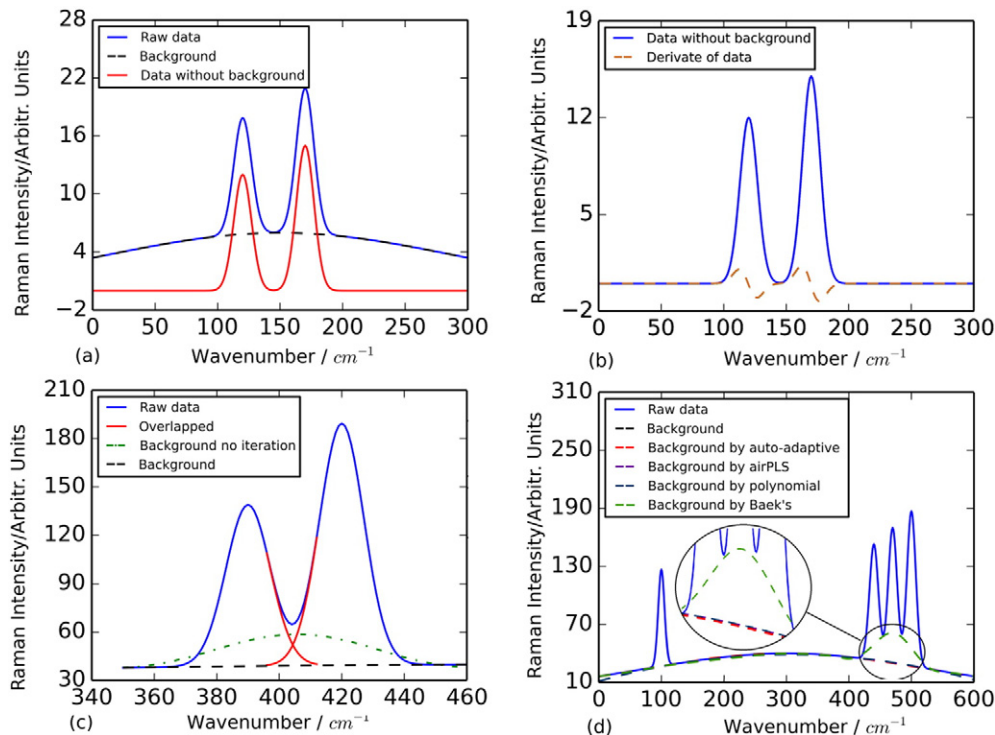 28
22
16
10
4
−2
Raman Intensity/Arbitr. Units
Raw data
Background
Data without background
0 50 100 150 200 250 300
(a)
Wavenumber / cm⁻¹
19
12
5
−2
Raman Intensity/Arbitr. Units
Data without background
Derivate of data
0 50 100 150 200 250 300
(b)
Wavenumber / cm⁻¹
210
180
150
120
90
60
30
Raman Intensity/Arbitr. Units
Raw data
Overlapped
Background no iteration
Background
340 360 380 400 420 440 460
(c)
Wavenumber / cm⁻¹
310
250
190
130
70
10
Raman Intensity/Arbitr. Units
Raw data
Background
Background by auto-adaptive
Background by airPLS
Background by polynomial
Background by Baek's
0 100 200 300 400 500 600
(d)
Wavenumber / cm⁻¹